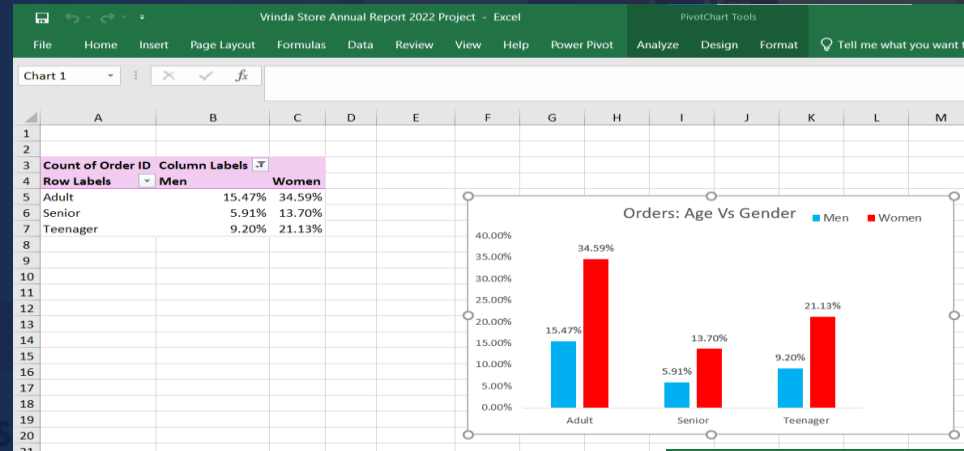 Vrinda Store Annual Report 2022 Project - Excel
PivotChart Tools
File Home Insert Page Layout Formulas Data Review View Help Power Pivot Analyze Design Format Tell me what you want
Chart 1 fx
A B C D E F G H I J K L M
1
2
3 Count of Order ID Column Labels
4 Row Labels Men Women
5 Adult 15.47% 34.59%
6 Senior 5.91% 13.70%
7 Teenager 9.20% 21.13%
8
9
10
11
12
13
14
15
16
17
18
19
20
Orders: Age Vs Gender
Men Women
40.00%
35.00%
30.00%
25.00%
20.00%
15.00%
10.00%
5.00%
0.00%
15.47% 34.59%
5.91% 13.70%
9.20% 21.13%
Adult Senior Teenager